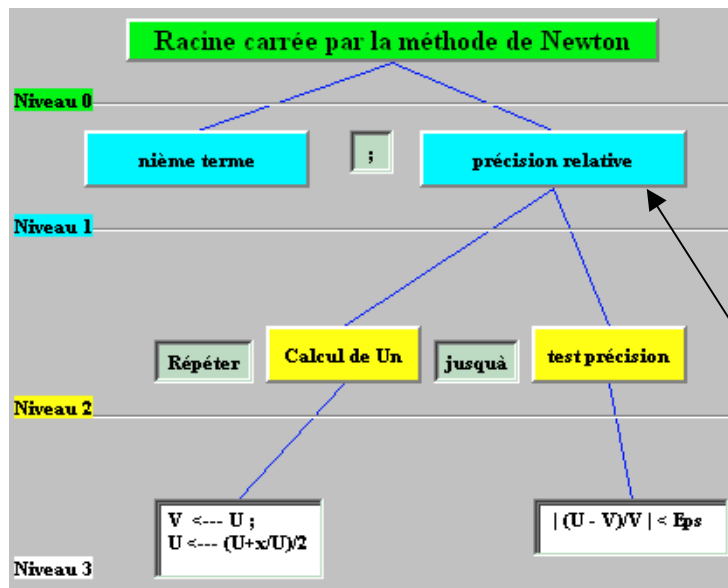 Racine carrée par la méthode de Newton
Niveau 0
nième terme
;
précision relative
Niveau 1
Répéter
Calcul de Un
jusquà
test précision
Niveau 2
V <--- U ;
U <--- (U+x/U)/2
| (U - V)/V | < Eps
Niveau 3